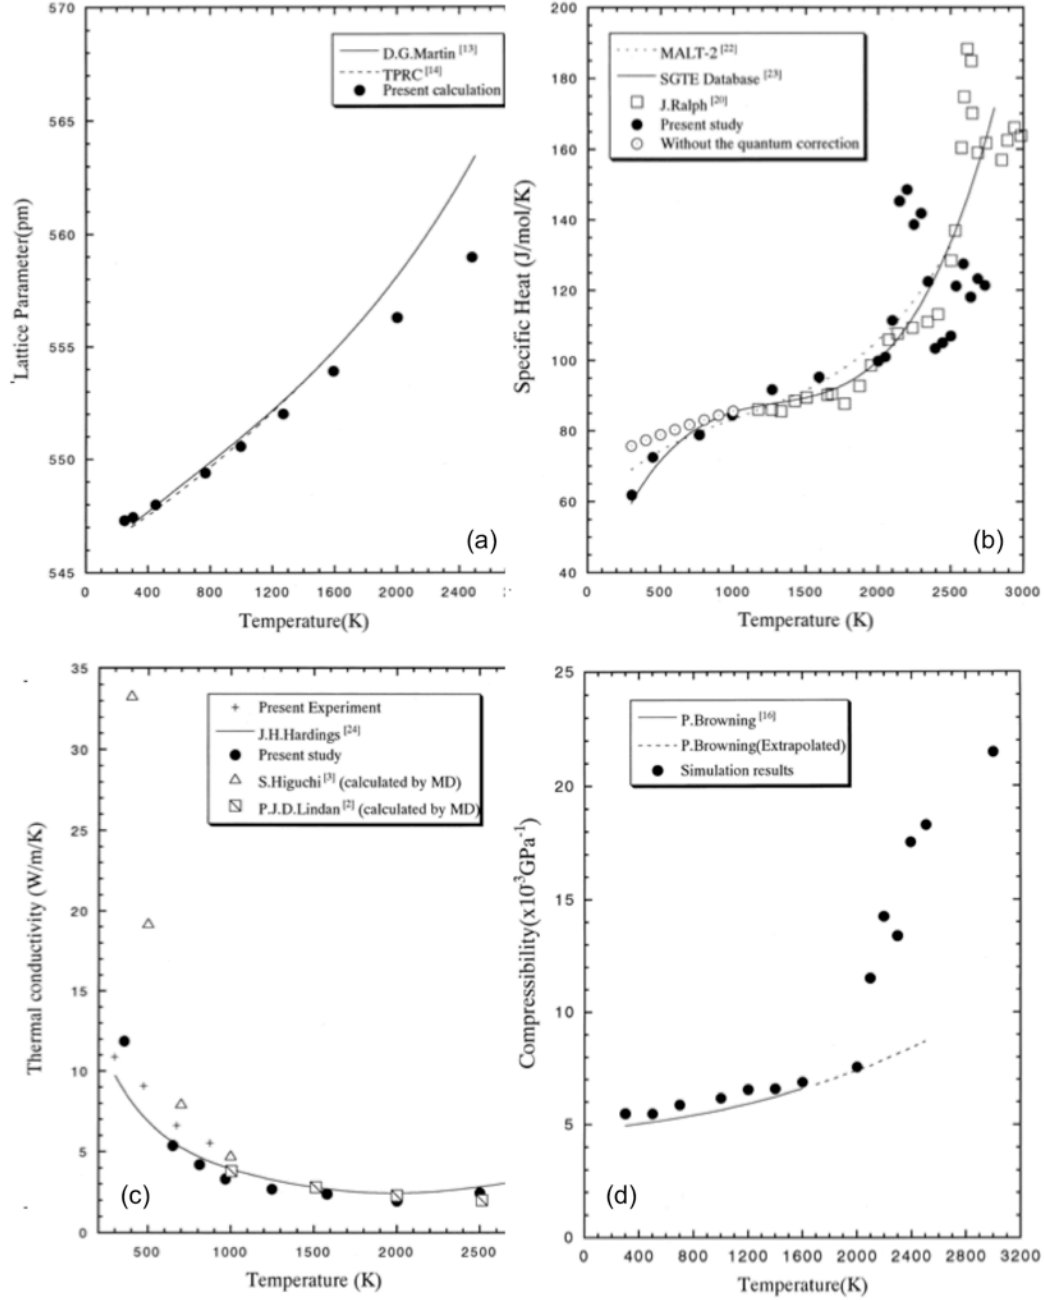 570
565
560
555
550
545
Lattice Parameter(pm)
D.G.Martin [13]
TPRC [14]
Present calculation
(a)
0 400 800 1200 1600 2000 2400
Temperature(K)
200
180
160
140
120
100
80
60
40
Specific Heat (J/mol/K)
MALT-2 [22]
SGTE Database [23]
J.Ralph [20]
Present study
Without the quantum correction
(b)
0 500 1000 1500 2000 2500 3000
Temperature (K)
35
30
25
20
15
10
5
0
Thermal conductivity (W/m/K)
Present Experiment
J.H.Hardings [24]
Present study
S.Higuchi [3] (calculated by MD)
P.J.D.Lindan [2] (calculated by MD)
(c)
500 1000 1500 2000 2500
Temperature (K)
25
20
15
10
5
0
Compressibility(x10-3GPa-1)
P.Browning [16]
P.Browning(Extrapolated)
Simulation results
(d)
0 400 800 1200 1600 2000 2400 2800 3200
Temperature(K)